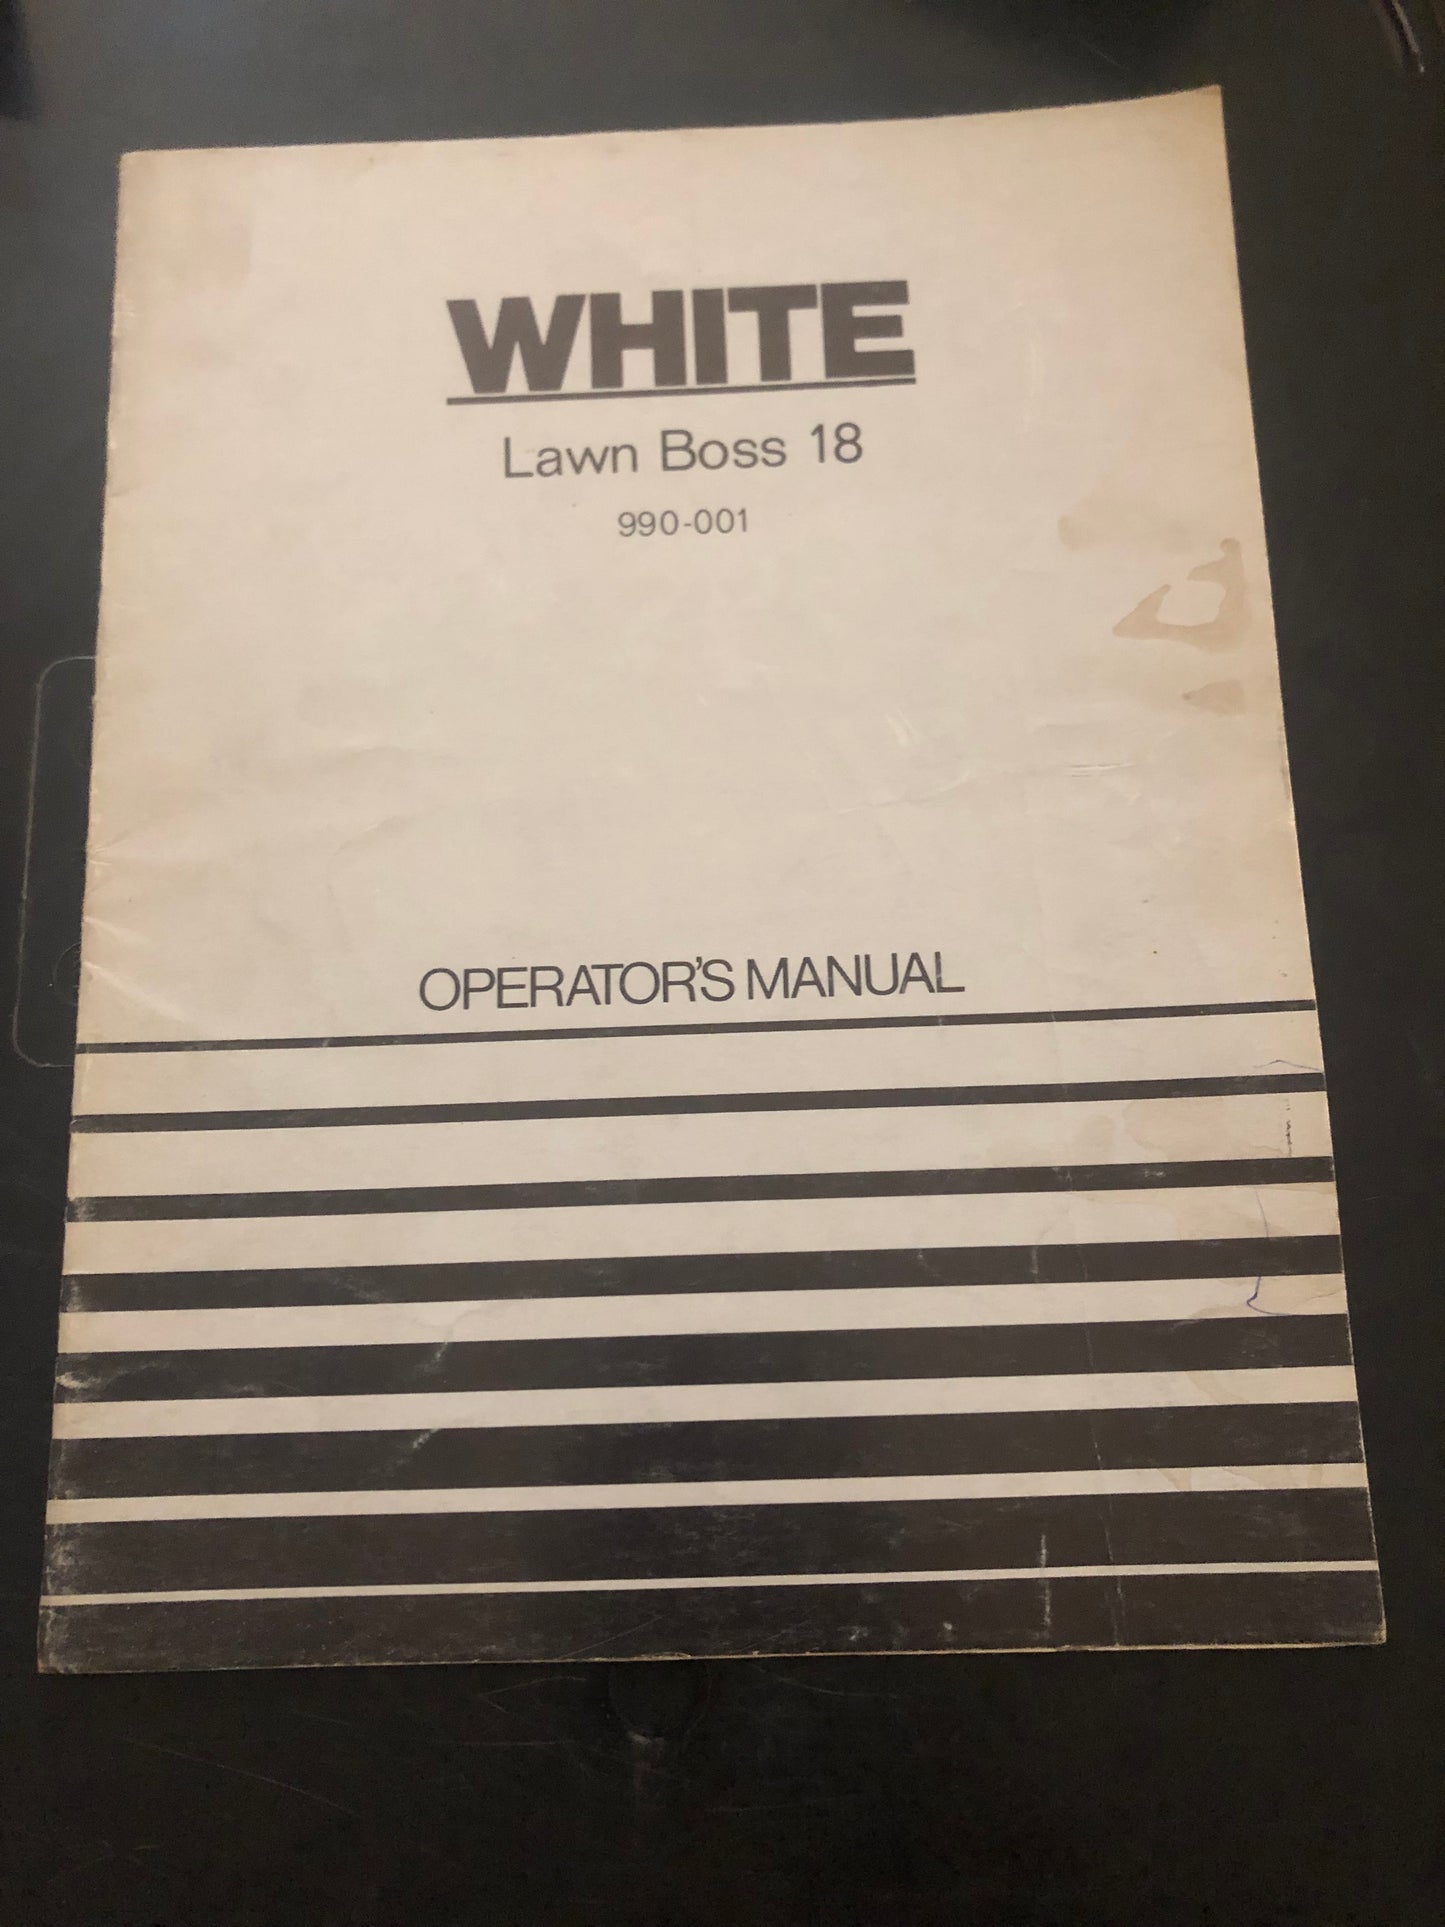 WHITE
Lawn Boss 18
990-001
OPERATOR'S MANUAL